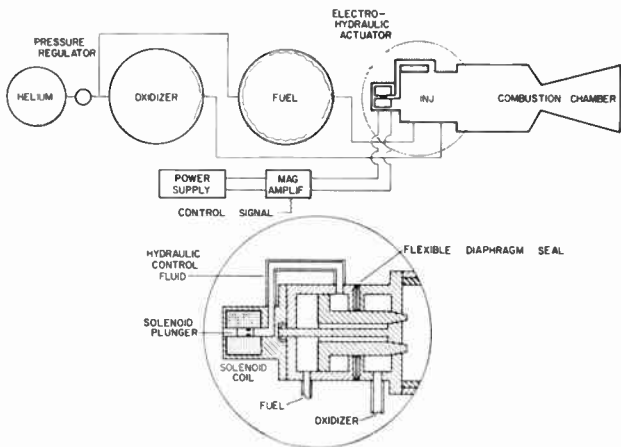 ELECTRO-
HYDRAULIC
ACTUATOR
PRESSURE
REGULATOR
HELIUM
OXIDIZER
FUEL
INJ
COMBUSTION CHAMBER
POWER
SUPPLY
MAG
AMPLIF
CONTROL SIGNAL
HYDRAULIC
CONTROL
FLUID
FLEXIBLE DIAPHRAGM SEAL
SOLENOID
PLUNGER
SOLENOID
COIL
FUEL
OXIDIZER